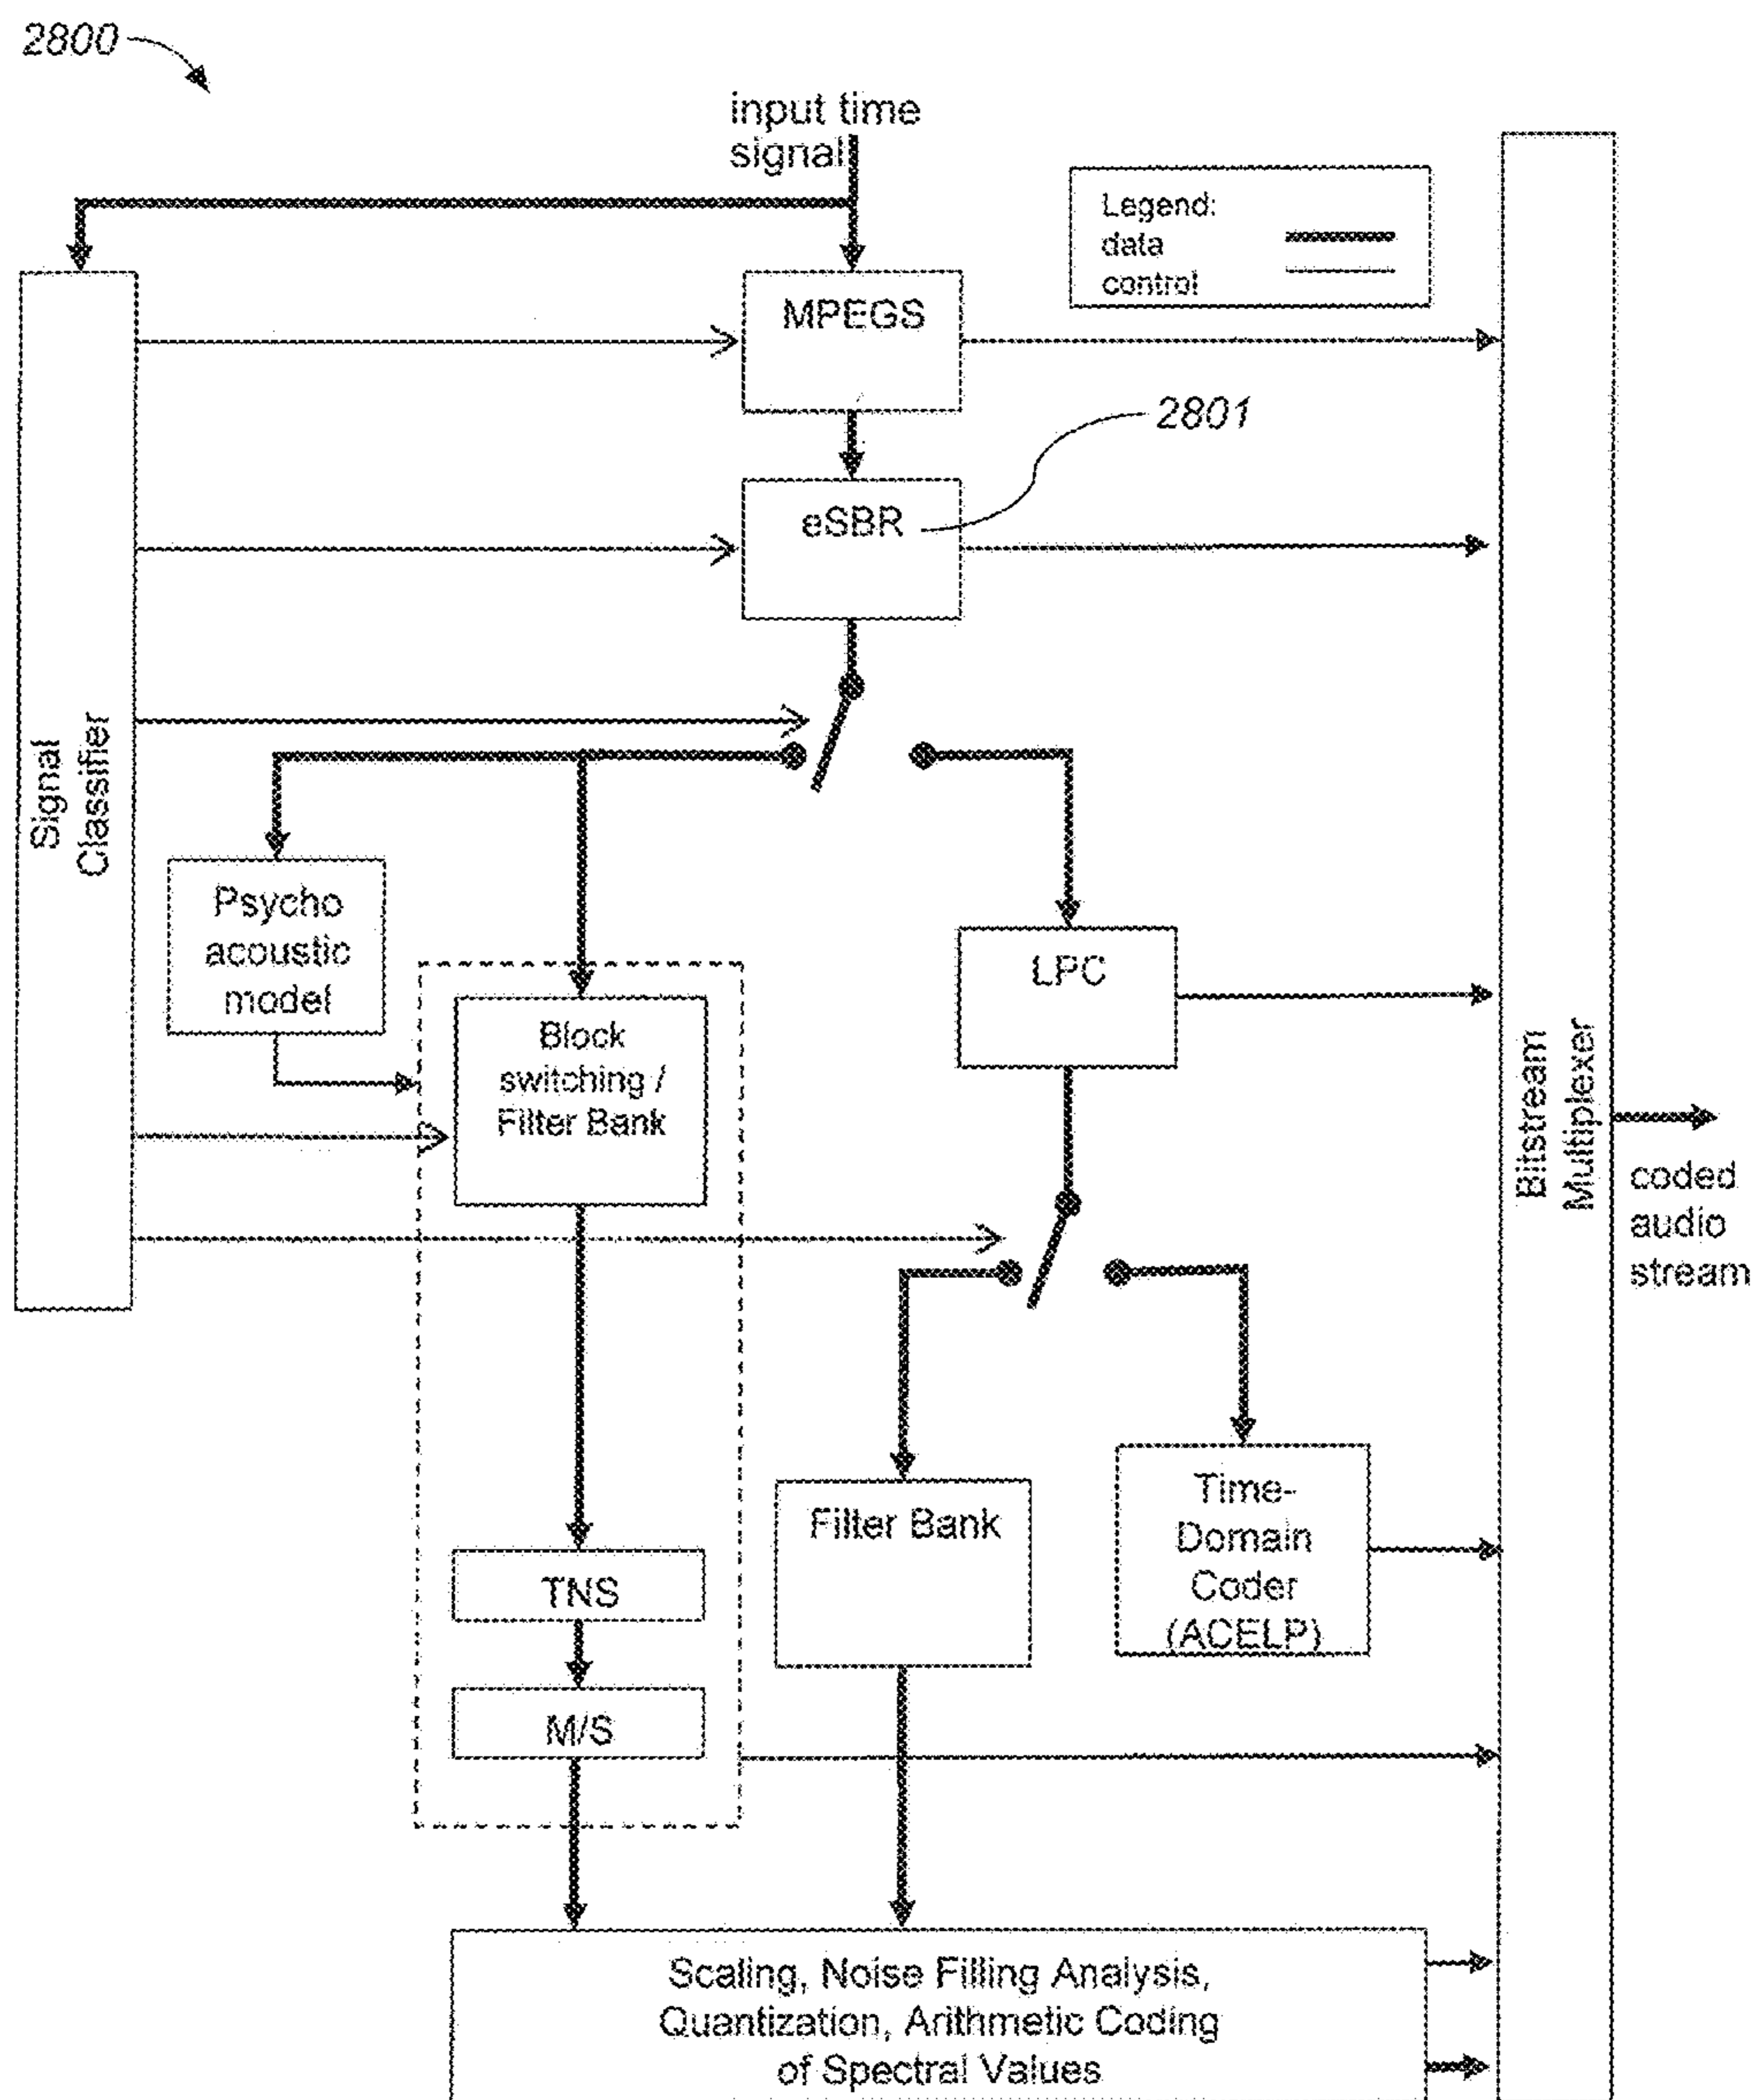 2800
input time
signal
Legend:
data
control
MPEGS
2801
eSBR
Signal
Classifier
Psycho
acoustic
model
LPC
Block
switching /
Filter Bank
Bitstream
Multiplexer
coded
audio
stream
Filter Bank
Time-
Domain
Coder
(ACELP)
TNS
M/S
Scaling, Noise Filling Analysis,
Quantization, Arithmetic Coding
of Spectral Values